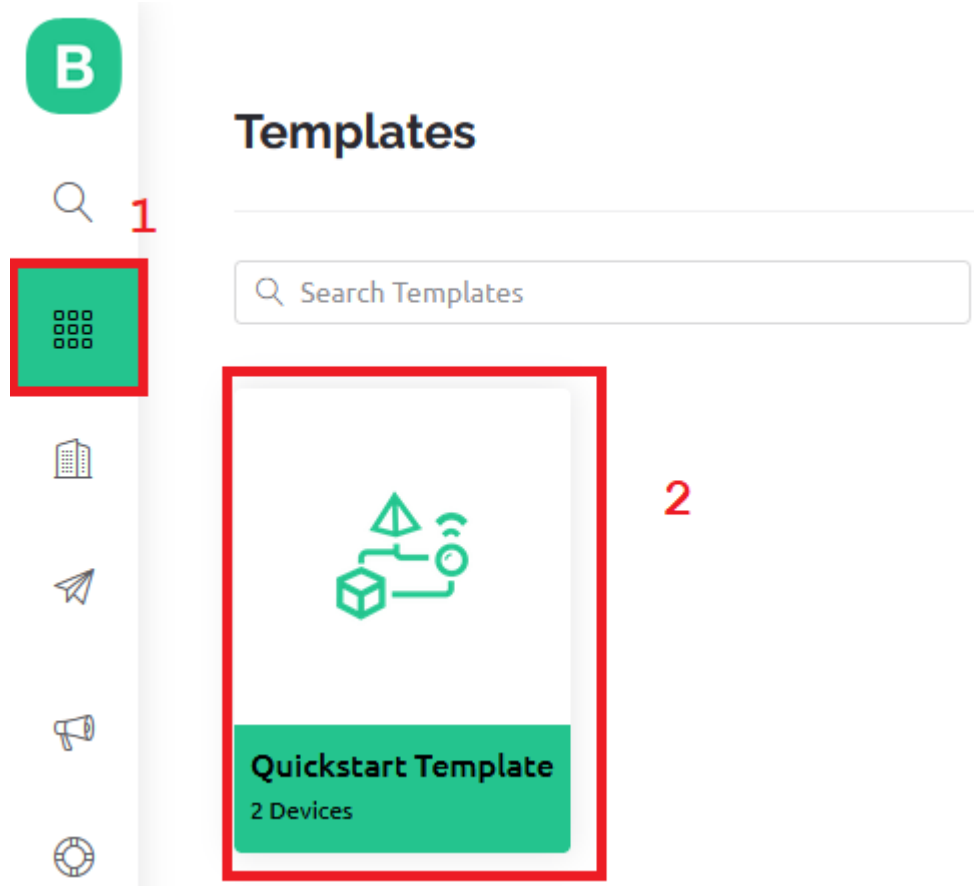 B
Templates
1
Search Templates
2
Quickstart Template
2 Devices